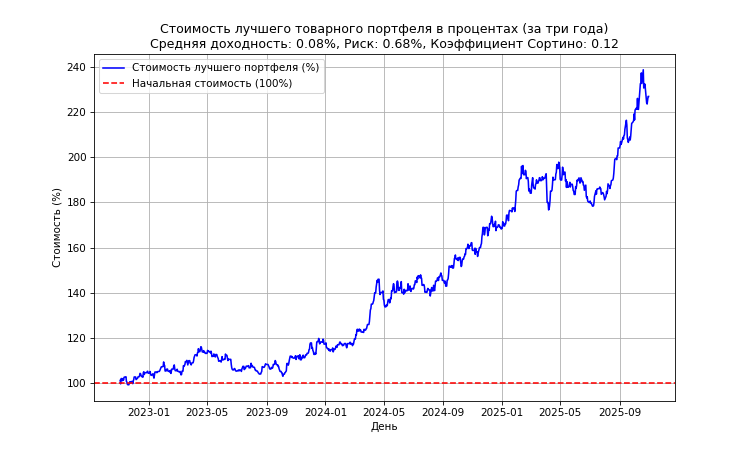 Стоимость лучшего товарного портфеля в процентах (за три года)
Средняя доходность: 0.08%, Риск: 0.68%, Коэффициент Сортино: 0.12
Стоимость лучшего портфеля (%)
Начальная стоимость (100%)
Стоимость (%)
240
220
200
180
160
140
120
100
2023-01 2023-05 2023-09 2024-01 2024-05 2024-09 2025-01 2025-05 2025-09
День